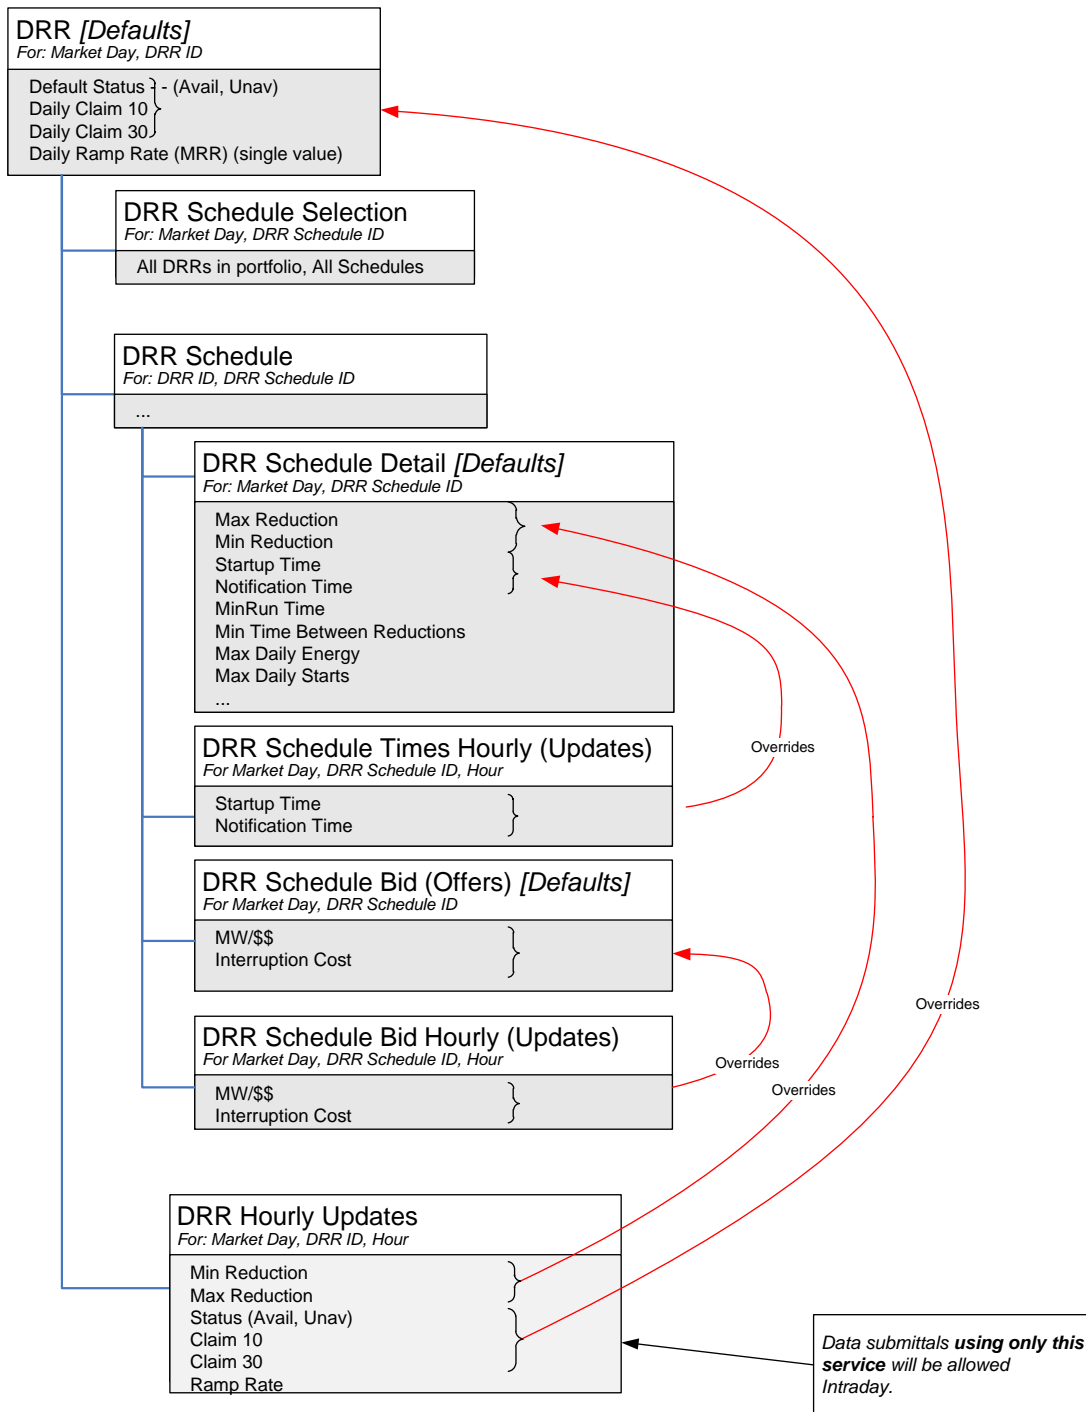 DRR [Defaults]
For: Market Day, DRR ID
Default Status - - (Avail, Unav)
Daily Claim 10
Daily Claim 30
Daily Ramp Rate (MRR) (single value)
DRR Schedule Selection
For: Market Day, DRR Schedule ID
All DRRs in portfolio, All Schedules
DRR Schedule
For: DRR ID, DRR Schedule ID
...
DRR Schedule Detail [Defaults]
For: Market Day, DRR Schedule ID
Max Reduction
Min Reduction
Startup Time
Notification Time
MinRun Time
Min Time Between Reductions
Max Daily Energy
Max Daily Starts
...
DRR Schedule Times Hourly (Updates)
For Market Day, DRR Schedule ID, Hour
Startup Time
Notification Time
Overrides
DRR Schedule Bid (Offers) [Defaults]
For Market Day, DRR Schedule ID
MW/$$
Interruption Cost
Overrides
DRR Schedule Bid Hourly (Updates)
For Market Day, DRR Schedule ID, Hour
MW/$$
Interruption Cost
Overrides
Overrides
DRR Hourly Updates
For: Market Day, DRR ID, Hour
Min Reduction
Max Reduction
Status (Avail, Unav)
Claim 10
Claim 30
Ramp Rate
Data submittals using only this
service will be allowed
Intraday.